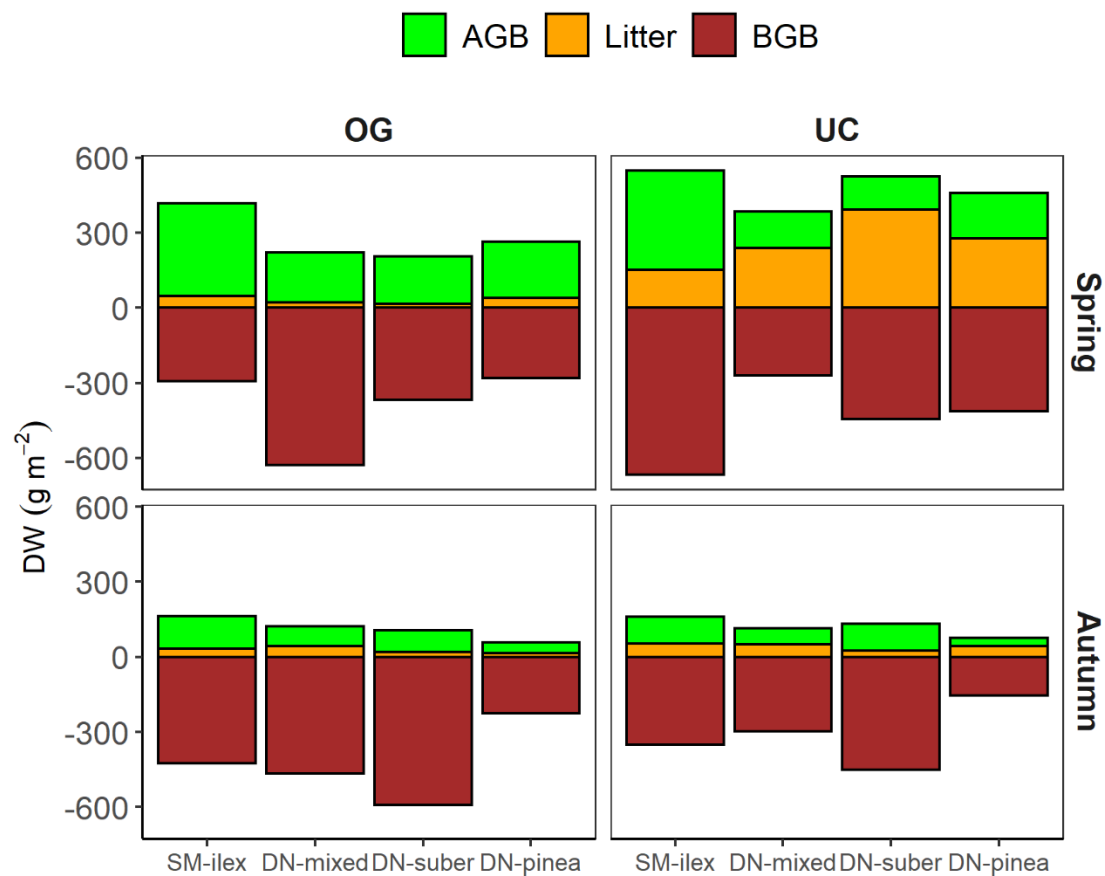 AGB Litter BGB
OG UC
600
300
0
-300
-600
Spring
600
300
0
-300
-600
Autumn
DW (g m⁻²)
SM-ilex DN-mixed DN-suber DN-pinea SM-ilex DN-mixed DN-suber DN-pinea